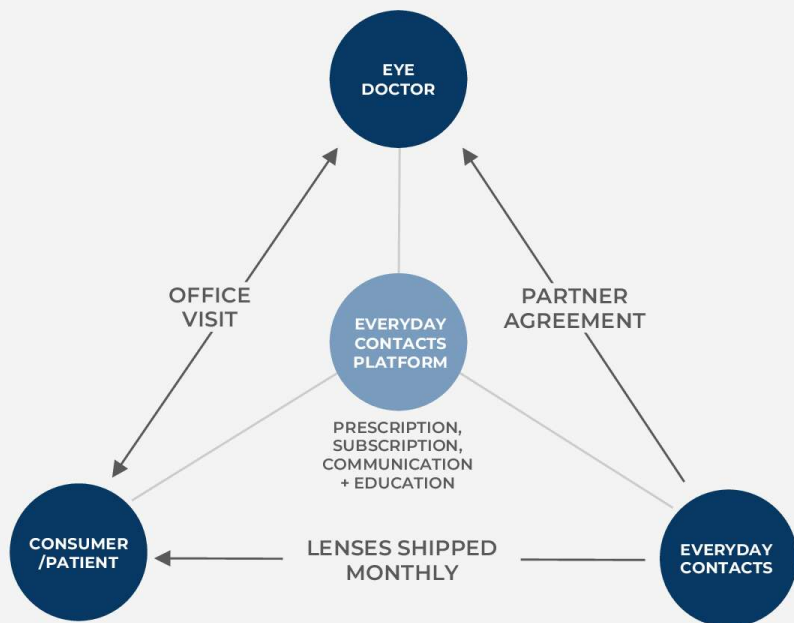 EYE
DOCTOR
OFFICE
VISIT
PARTNER
AGREEMENT
EVERYDAY
CONTACTS
PLATFORM
PRESCRIPTION,
SUBSCRIPTION,
COMMUNICATION
+ EDUCATION
CONSUMER
/PATIENT
LENSES SHIPPED
MONTHLY
EVERYDAY
CONTACTS